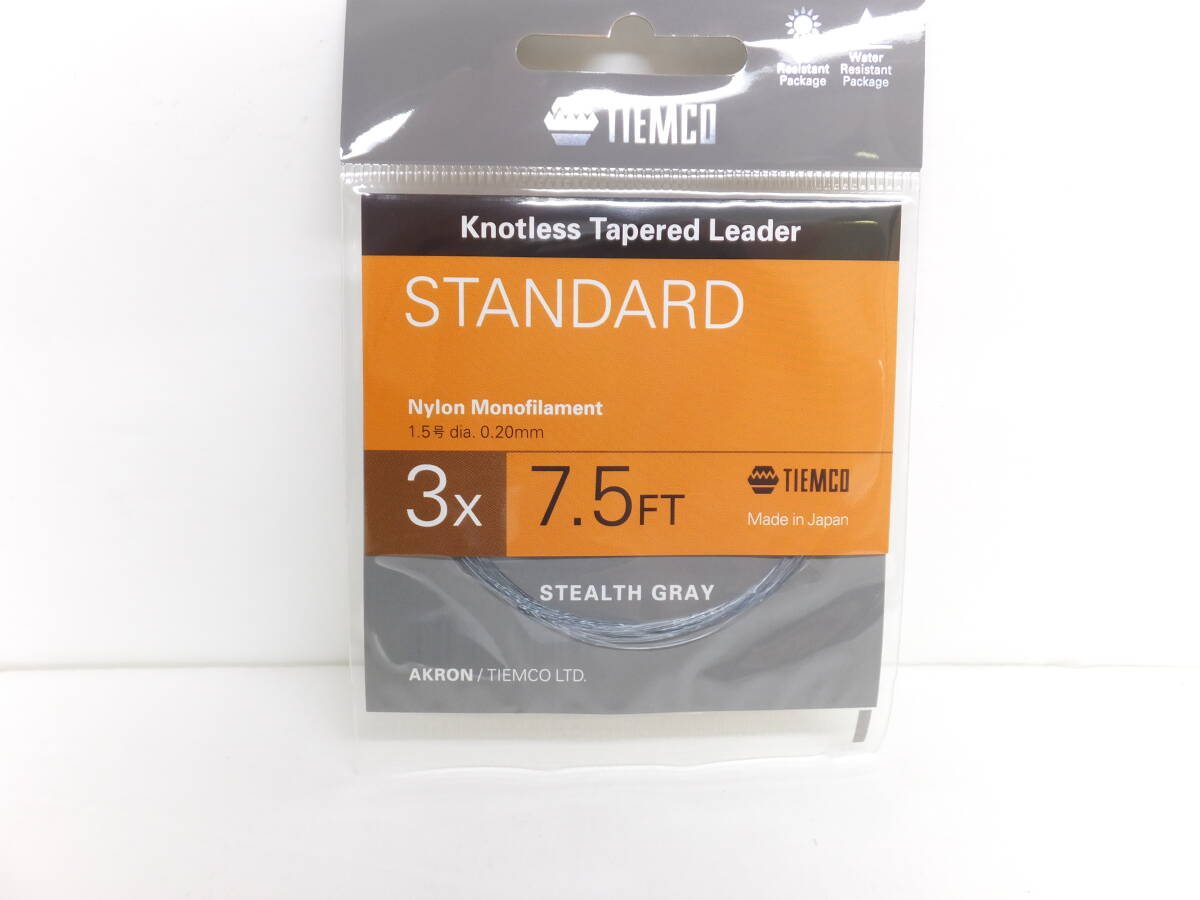 Resistant
Package
Water
Resistant
Package
TIEMCO
Knotless Tapered Leader
STANDARD
Nylon Monofilament
1.5号 dia. 0.20mm
3x
7.5FT
TIEMCO
Made in Japan
STEALTH GRAY
AKRON / TIEMCO LTD.